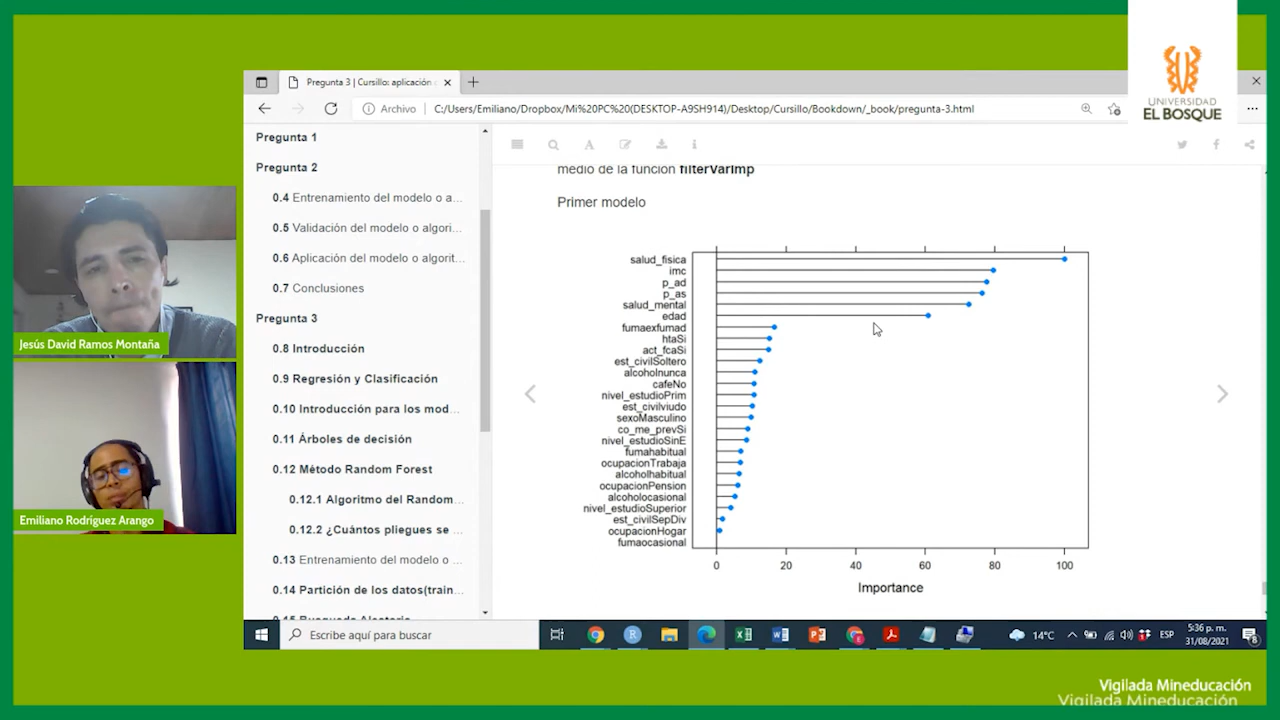 UNIVERSIDAD
EL BOSQUE
Pregunta 3 | Cursillo: aplicación
Archivo
C:/Users/Emiliano/Dropbox/Mi%20PC%20(DESKTOP-A9SH914)/Desktop/Cursillo/Bookdown/_book/pregunta-3.html
Pregunta 1
Pregunta 2
0.4 Entrenamiento del modelo o a...
0.5 Validación del modelo o algori...
0.6 Aplicación del modelo o algorit...
0.7 Conclusiones
Pregunta 3
0.8 Introducción
0.9 Regresión y Clasificación
0.10 Introducción para los mod...
0.11 Árboles de decisión
0.12 Método Random Forest
0.12.1 Algoritmo del Random...
0.12.2 ¿Cuántos pliegues se ...
0.13 Entrenamiento del modelo o ...
0.14 Partición de los datos(train...
0.15 Busqueda Aleatoria
medio de la función filterVarImp
Primer modelo
salud_fisica
imc
p_ad
p_as
salud_mental
edad
fumaexfumad
htaSi
act_fcaSi
est_civilSoltero
alcoholnunca
cafeNo
nivel_estudioPrim
est_civilviudo
sexoMasculino
co_me_prevSi
nivel_estudioSinE
fumahabitual
ocupacionTrabaja
alcoholhabitual
ocupacionPension
alcoholocasional
nivel_estudioSuperior
est_civilSepDiv
ocupacionHogar
fumaocasional
0 20 40 60 80 100
Importance
Jesús David Ramos Montaña
Emiliano Rodríguez Arango
Escribe aquí para buscar
14°C
ESP
5:36 p. m.
31/08/2021
Vigilada Mineducación
Vigilada Mineducación